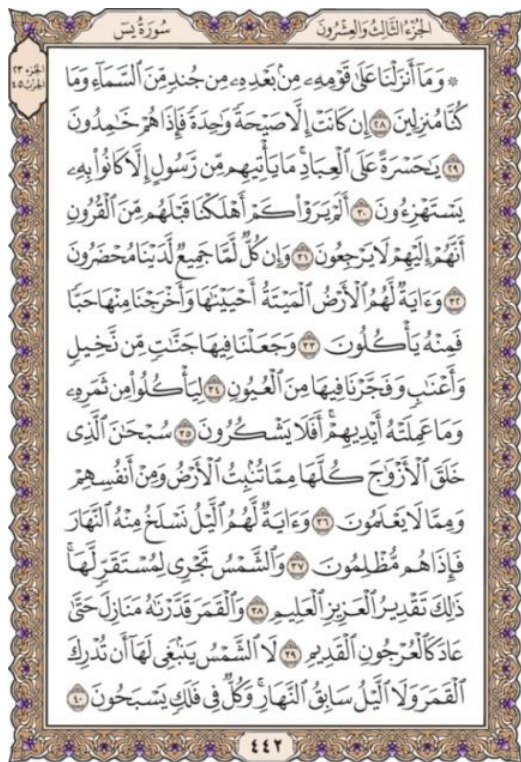 الجُزْءُ الثَّالِثُ وَالعِشْرُونَ
سُورَةُ يسٓ
الجزء ٢٣
الحزب ٤٥
۞ وَمَآ أَنزَلْنَا عَلَىٰ قَوْمِهِۦ مِنۢ بَعْدِهِۦ مِن جُندٍ مِّنَ ٱلسَّمَآءِ وَمَا
كُنَّا مُنزِلِينَ ٢٨ إِن كَانَتْ إِلَّا صَيْحَةً وَٰحِدَةً فَإِذَا هُمْ خَٰمِدُونَ
٢٩ يَٰحَسْرَةً عَلَى ٱلْعِبَادِۚ مَا يَأْتِيهِم مِّن رَّسُولٍ إِلَّا كَانُوا۟ بِهِۦ
يَسْتَهْزِءُونَ ٣٠ أَلَمْ يَرَوْا۟ كَمْ أَهْلَكْنَا قَبْلَهُم مِّنَ ٱلْقُرُونِ
أَنَّهُمْ إِلَيْهِمْ لَا يَرْجِعُونَ ٣١ وَإِن كُلٌّ لَّمَّا جَمِيعٌ لَّدَيْنَا مُحْضَرُونَ
٣٢ وَءَايَةٌ لَّهُمُ ٱلْأَرْضُ ٱلْمَيْتَةُ أَحْيَيْنَٰهَا وَأَخْرَجْنَا مِنْهَا حَبًّا
فَمِنْهُ يَأْكُلُونَ ٣٣ وَجَعَلْنَا فِيهَا جَنَّٰتٍ مِّن نَّخِيلٍ
وَأَعْنَٰبٍ وَفَجَّرْنَا فِيهَا مِنَ ٱلْعُيُونِ ٣٤ لِيَأْكُلُوا۟ مِن ثَمَرِهِۦ
وَمَا عَمِلَتْهُ أَيْدِيهِمْۚ أَفَلَا يَشْكُرُونَ ٣٥ سُبْحَٰنَ ٱلَّذِى
خَلَقَ ٱلْأَزْوَٰجَ كُلَّهَا مِمَّا تُنۢبِتُ ٱلْأَرْضُ وَمِنْ أَنفُسِهِمْ
وَمِمَّا لَا يَعْلَمُونَ ٣٦ وَءَايَةٌ لَّهُمُ ٱلَّيْلُ نَسْلَخُ مِنْهُ ٱلنَّهَارَ
فَإِذَا هُم مُّظْلِمُونَ ٣٧ وَٱلشَّمْسُ تَجْرِى لِمُسْتَقَرٍّ لَّهَاۚ
ذَٰلِكَ تَقْدِيرُ ٱلْعَزِيزِ ٱلْعَلِيمِ ٣٨ وَٱلْقَمَرَ قَدَّرْنَٰهُ مَنَازِلَ حَتَّىٰ
عَادَ كَٱلْعُرْجُونِ ٱلْقَدِيمِ ٣٩ لَا ٱلشَّمْسُ يَنۢبَغِى لَهَآ أَن تُدْرِكَ
ٱلْقَمَرَ وَلَا ٱلَّيْلُ سَابِقُ ٱلنَّهَارِۚ وَكُلٌّ فِى فَلَكٍ يَسْبَحُونَ ٤٠
٤٤٢